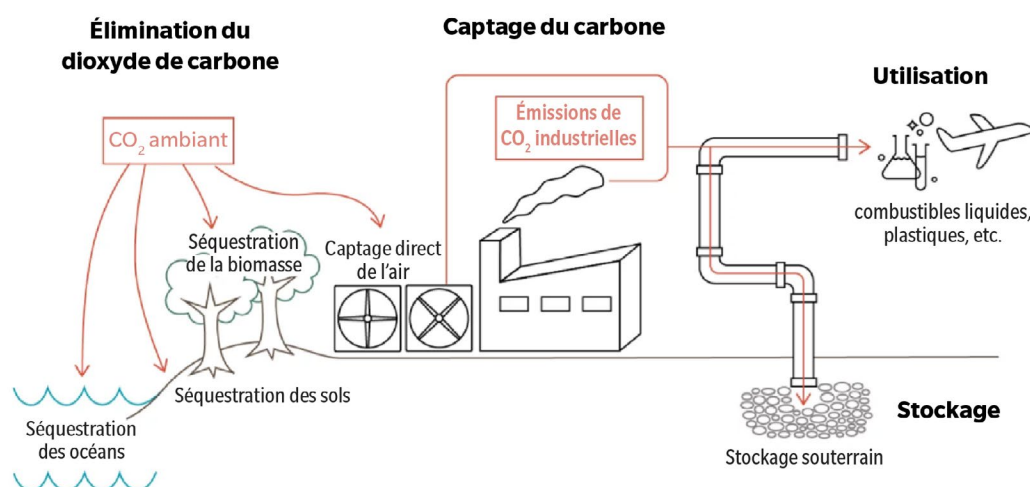 Élimination du
dioxyde de carbone
Captage du carbone
Utilisation
CO₂ ambiant
Émissions de
CO₂ industrielles
combustibles liquides,
plastiques, etc.
Séquestration
de la biomasse
Captage direct
de l’air
Séquestration des sols
Séquestration
des océans
Stockage
Stockage souterrain